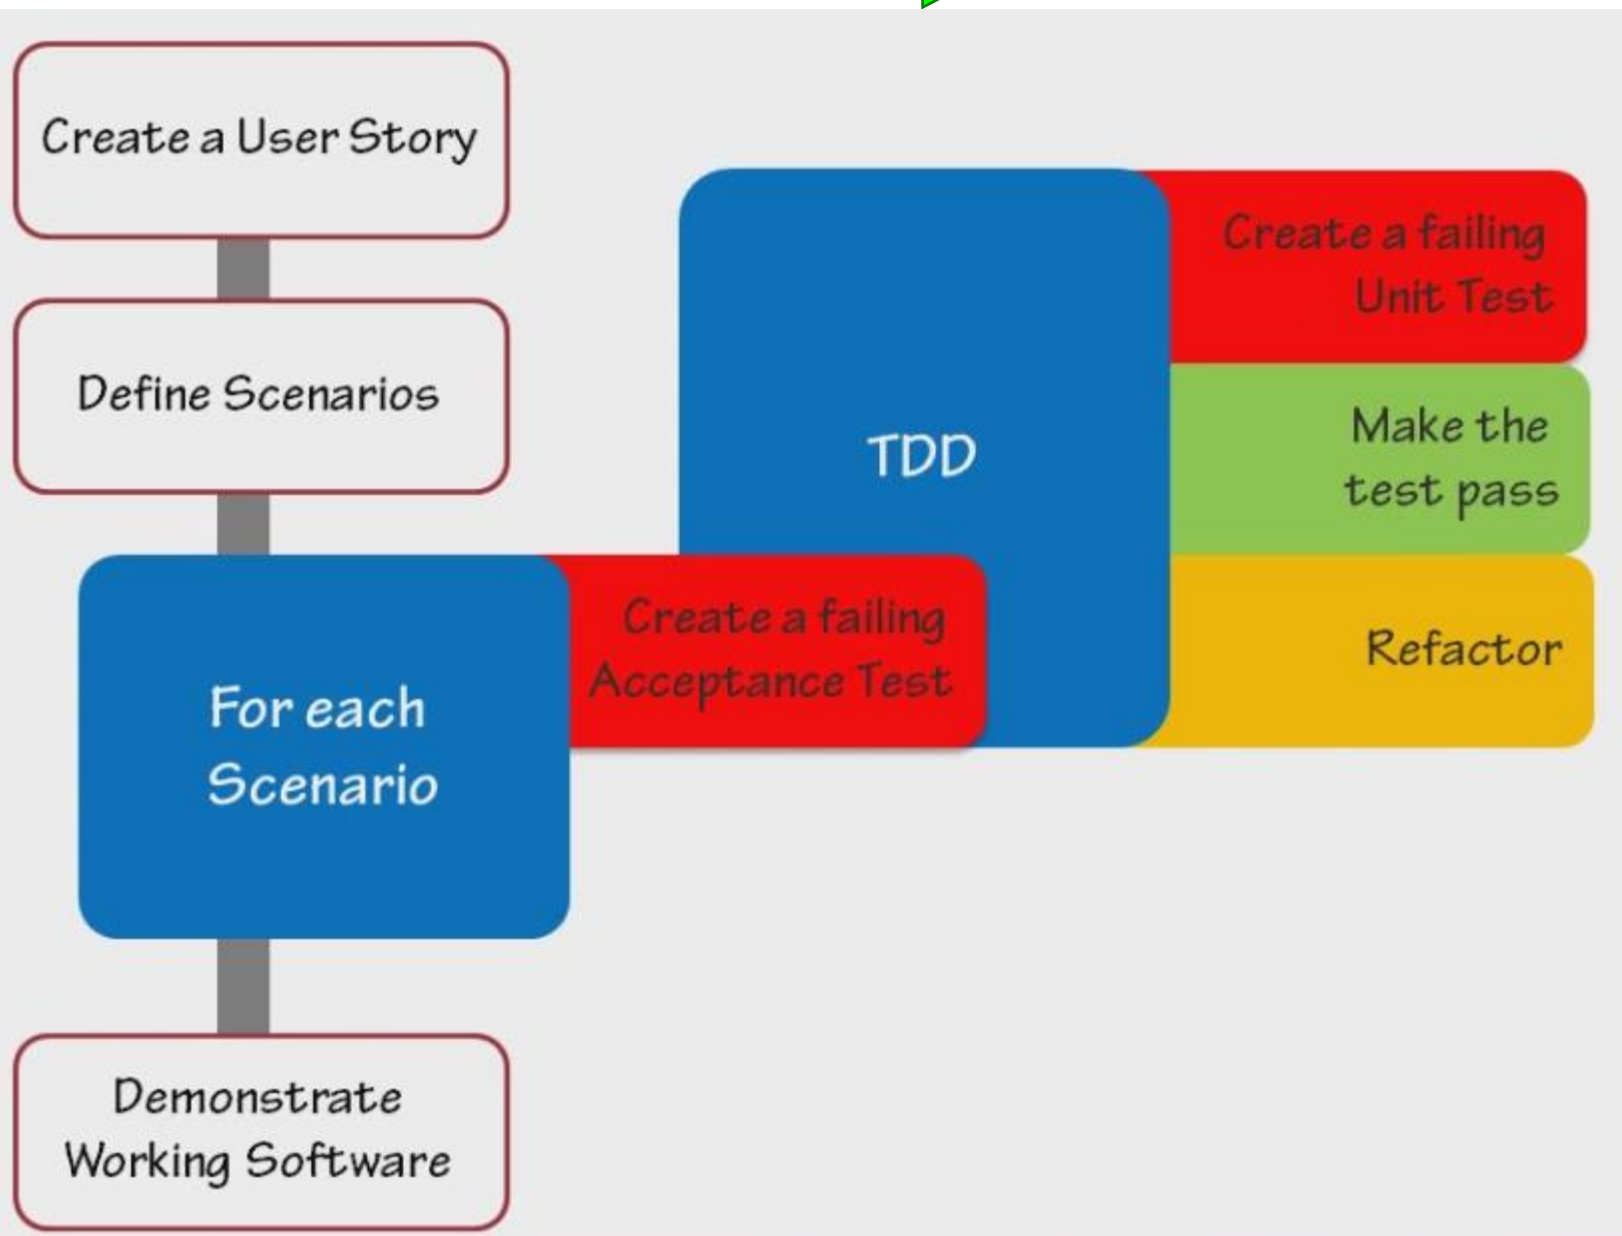 Create a User Story
Define Scenarios
For each
Scenario
Create a failing
Acceptance Test
TDD
Create a failing
Unit Test
Make the
test pass
Refactor
Demonstrate
Working Software